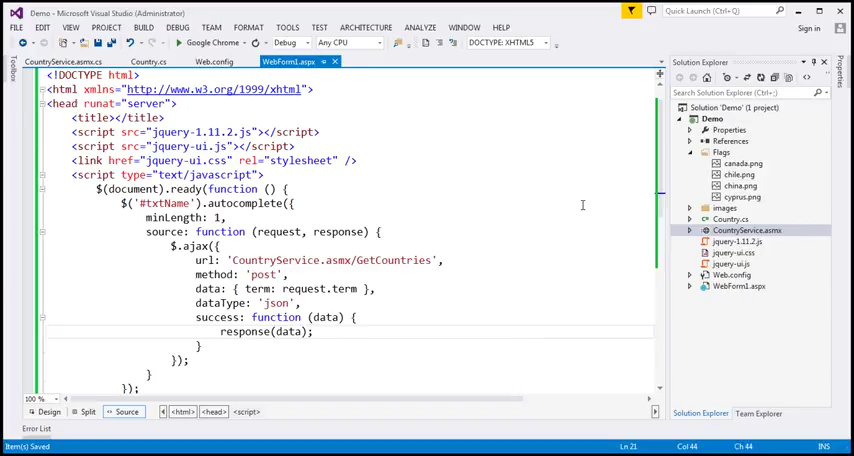 Demo - Microsoft Visual Studio (Administrator)
Quick Launch (Ctrl+;)
FILE EDIT VIEW PROJECT BUILD DEBUG TEAM FORMAT TOOLS TEST ARCHITECTURE ANALYZE WINDOW HELP
Sign in
Google Chrome Debug Any CPU DOCTYPE: XHTML5
CountryService.asmx.cs Country.cs Web.config WebForm1.aspx
Toolbox
<!DOCTYPE html>
<html xmlns="http://www.w3.org/1999/xhtml">
<head runat="server">
<title></title>
<script src="jquery-1.11.2.js"></script>
<script src="jquery-ui.js"></script>
<link href="jquery-ui.css" rel="stylesheet" />
<script type="text/javascript">
$(document).ready(function () {
$('#txtName').autocomplete({
minLength: 1,
source: function (request, response) {
$.ajax({
url: 'CountryService.asmx/GetCountries',
method: 'post',
data: { term: request.term },
dataType: 'json',
success: function (data) {
response(data);
}
});
}
});
100 %
Design Split Source <html> <head> <script>
Error List
Item(s) Saved Ln 21 Col 44 Ch 44 INS
Solution Explorer
Search Solution Explorer (Ctrl+;)
Solution 'Demo' (1 project)
Demo
Properties
References
Flags
canada.png
chile.png
china.png
cyprus.png
images
Country.cs
CountryService.asmx
jquery-1.11.2.js
jquery-ui.css
jquery-ui.js
Web.config
WebForm1.aspx
Solution Explorer Team Explorer
Properties